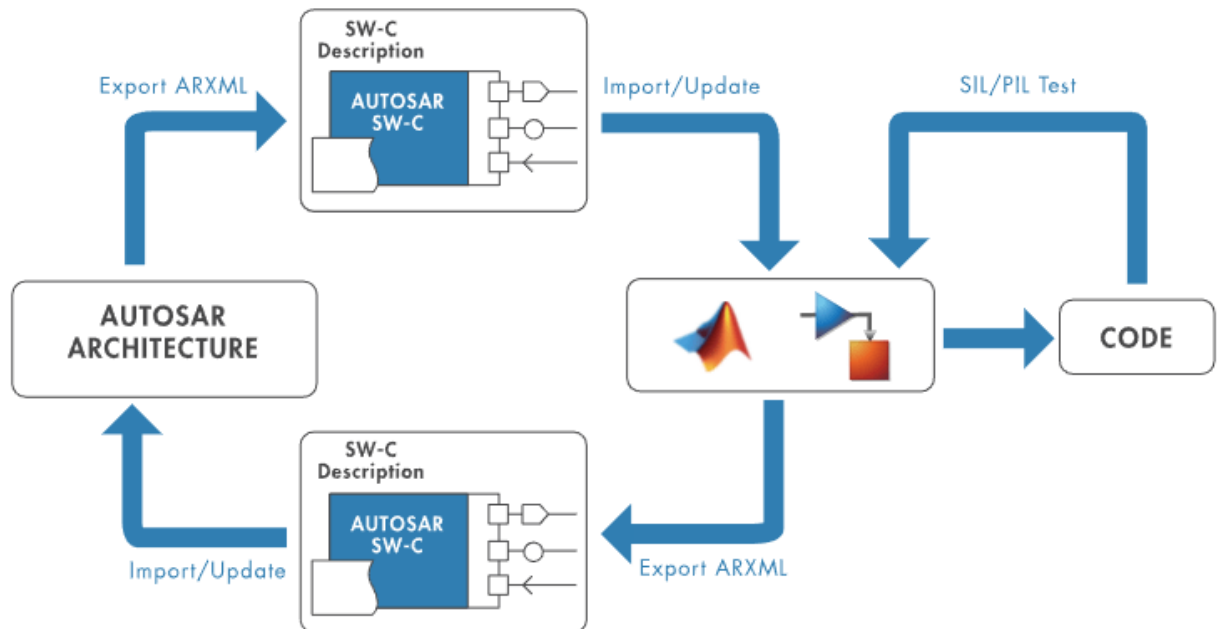 SW-C
Description
AUTOSAR
SW-C
Export ARXML
Import/Update
SIL/PIL Test
AUTOSAR
ARCHITECTURE
CODE
SW-C
Description
AUTOSAR
SW-C
Import/Update
Export ARXML